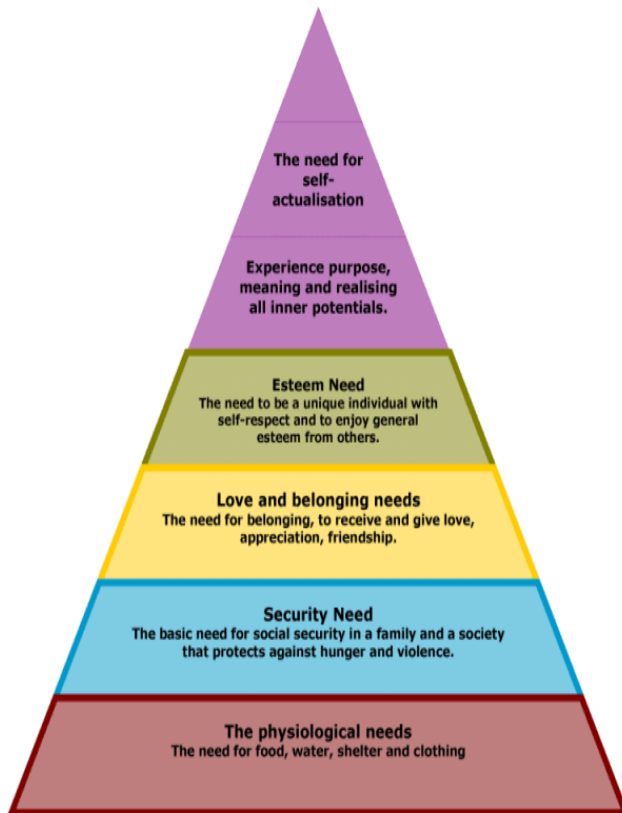 The need for
self-
actualisation
Experience purpose,
meaning and realising
all inner potentials.
Esteem Need
The need to be a unique individual with
self-respect and to enjoy general
esteem from others.
Love and belonging needs
The need for belonging, to receive and give love,
appreciation, friendship.
Security Need
The basic need for social security in a family and a society
that protects against hunger and violence.
The physiological needs
The need for food, water, shelter and clothing